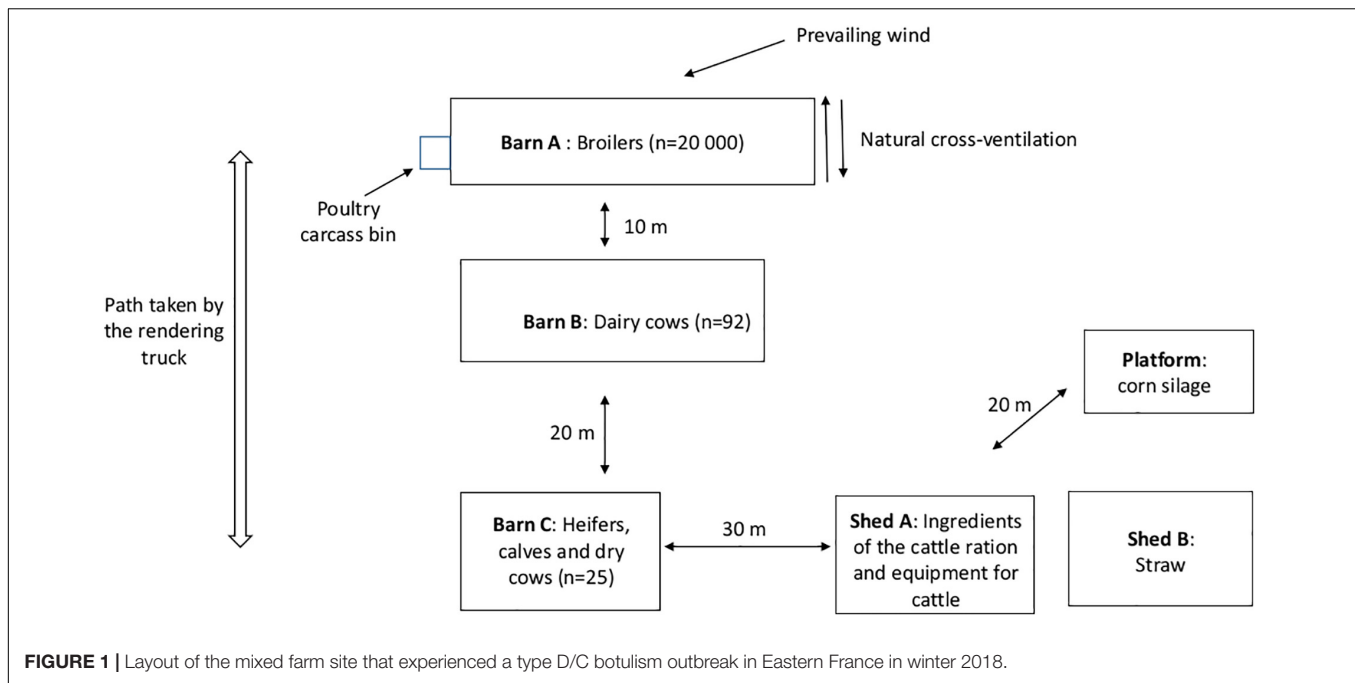 Prevailing wind
Barn A : Broilers (n=20 000)
Natural cross-ventilation
Poultry
carcass bin
10 m
Path taken by
the rendering
truck
Barn B: Dairy cows (n=92)
Platform:
corn silage
20 m
20 m
Barn C: Heifers,
calves and dry
cows (n=25)
30 m
Shed A: Ingredients
of the cattle ration
and equipment for
cattle
Shed B:
Straw
FIGURE 1 | Layout of the mixed farm site that experienced a type D/C botulism outbreak in Eastern France in winter 2018.